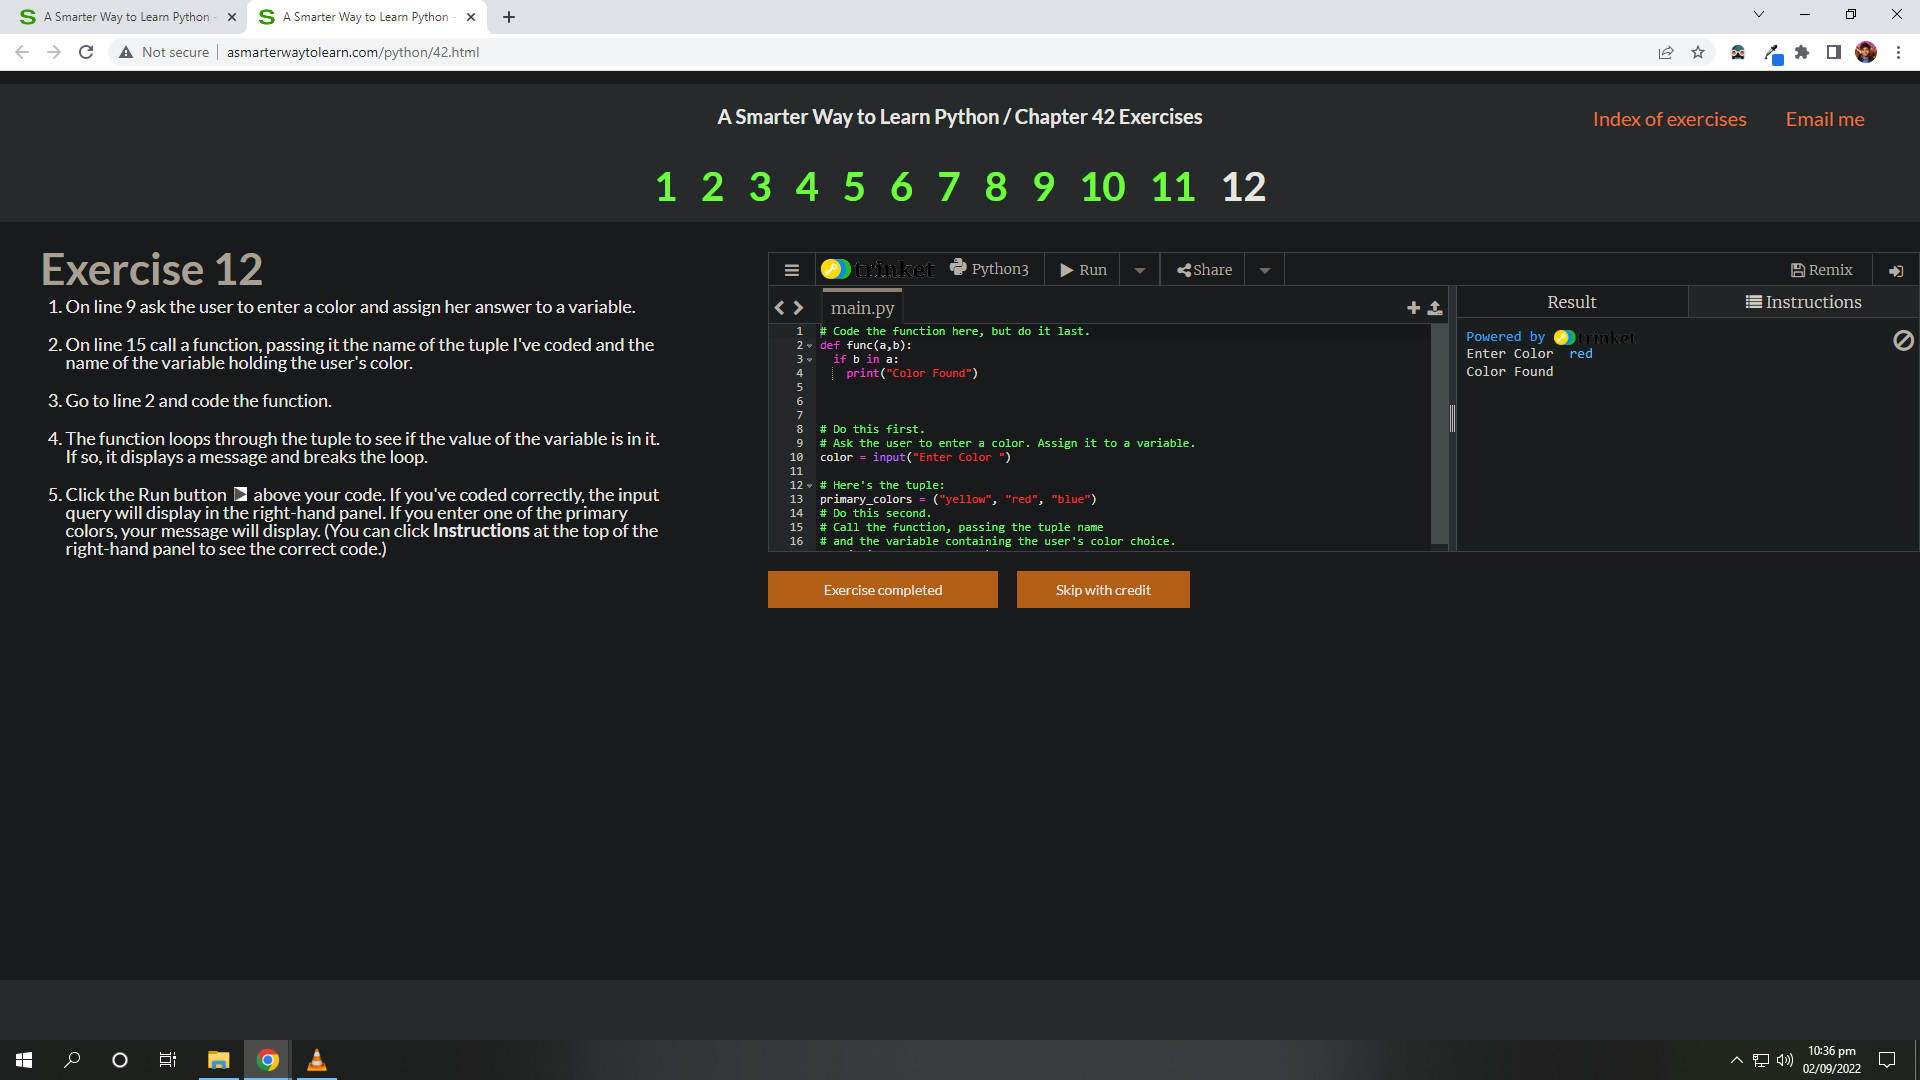 A Smarter Way to Learn Python -
A Smarter Way to Learn Python -
Not secure
asmarterwaytolearn.com/python/42.html
A Smarter Way to Learn Python / Chapter 42 Exercises
Index of exercises
Email me
1 2 3 4 5 6 7 8 9 10 11 12
Exercise 12
1. On line 9 ask the user to enter a color and assign her answer to a variable.
2. On line 15 call a function, passing it the name of the tuple I've coded and the
name of the variable holding the user's color.
3. Go to line 2 and code the function.
4. The function loops through the tuple to see if the value of the variable is in it.
If so, it displays a message and breaks the loop.
5. Click the Run button above your code. If you've coded correctly, the input
query will display in the right-hand panel. If you enter one of the primary
colors, your message will display. (You can click Instructions at the top of the
right-hand panel to see the correct code.)
trinket
Python3
Run
Share
Remix
main.py
1 # Code the function here, but do it last.
2 def func(a,b):
3 if b in a:
4 print("Color Found")
5
6
7
8 # Do this first.
9 # Ask the user to enter a color. Assign it to a variable.
10 color = input("Enter Color ")
11
12 # Here's the tuple:
13 primary_colors = ("yellow", "red", "blue")
14 # Do this second.
15 # Call the function, passing the tuple name
16 # and the variable containing the user's color choice.
Result
Instructions
Powered by trinket
Enter Color red
Color Found
Exercise completed
Skip with credit
10:36 pm
02/09/2022